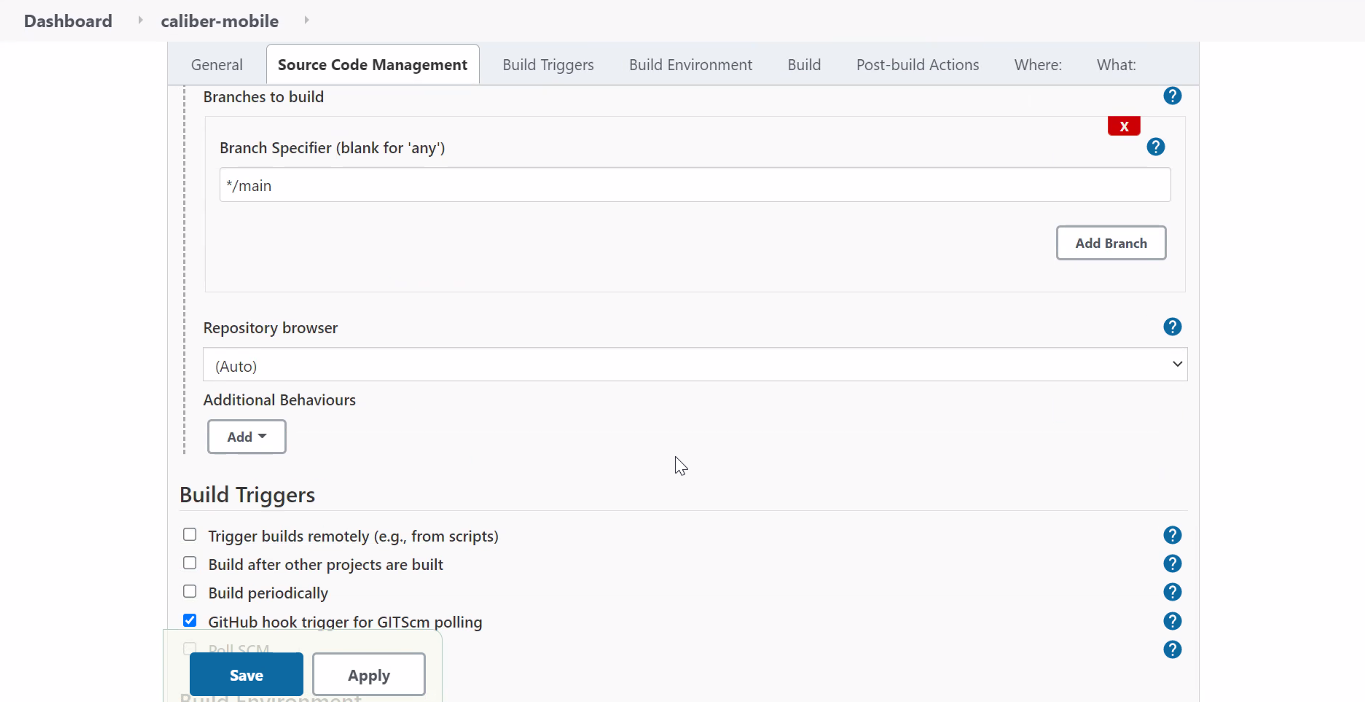 Dashboard caliber-mobile
General Source Code Management Build Triggers Build Environment Build Post-build Actions Where: What:
Branches to build ?
X
Branch Specifier (blank for 'any') ?
*/main
Add Branch
Repository browser ?
(Auto)
Additional Behaviours
Add
Build Triggers
Trigger builds remotely (e.g., from scripts) ?
Build after other projects are built ?
Build periodically ?
GitHub hook trigger for GITScm polling ?
Poll SCM ?
Save Apply
Build Environment